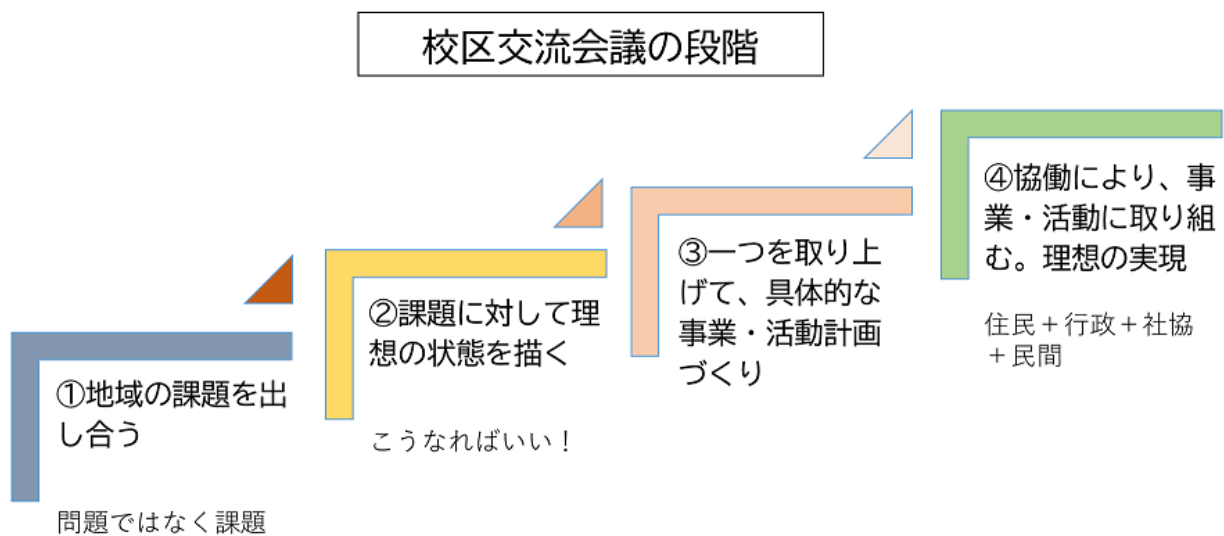 校区交流会議の段階
①地域の課題を出
し合う
問題ではなく課題
②課題に対して理
想の状態を描く
こうなればいい！
③一つを取り上
げて、具体的な
事業・活動計画
づくり
④協働により、事
業・活動に取り組
む。理想の実現
住民＋行政＋社協
＋民間